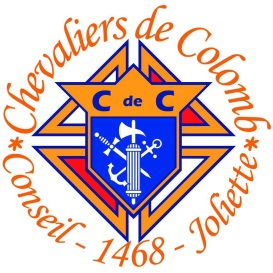 Chevaliers de Colomb
C de C
* Conseil - 1468 - Joliette *